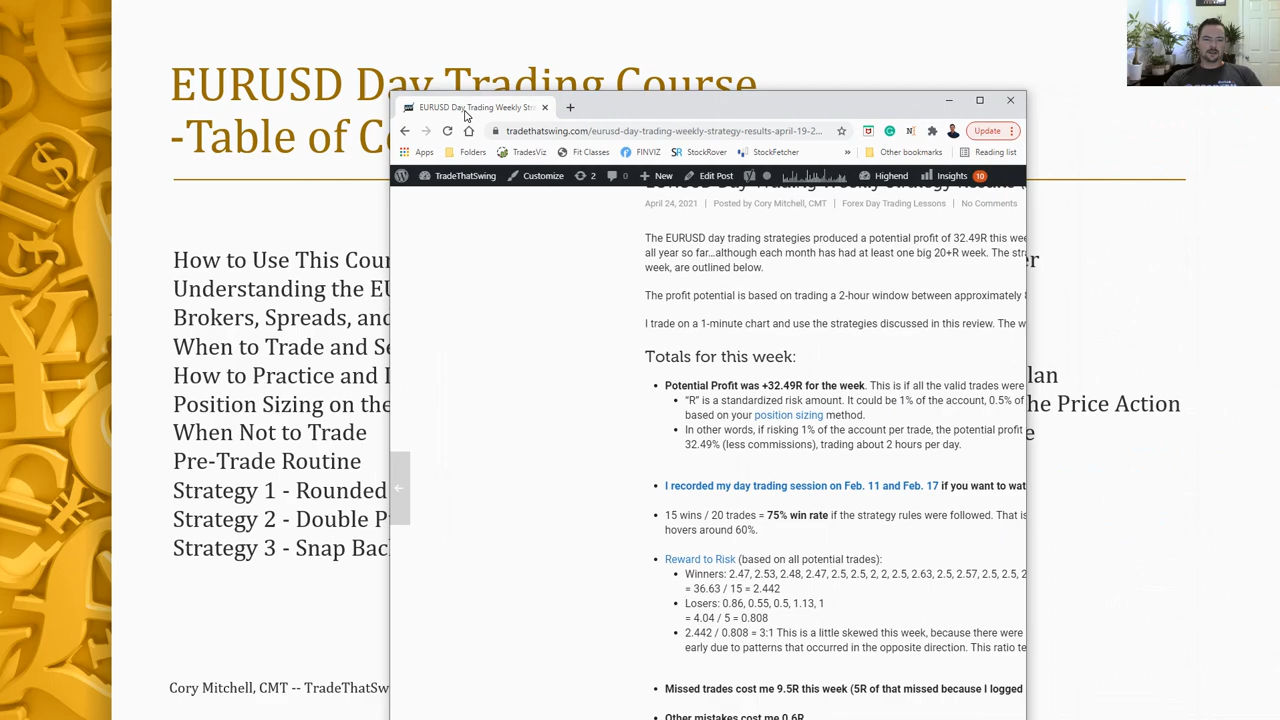 EURUSD Day Trading Course
-Table of Co
EURUSD Day Trading Weekly Stra
tradethatswing.com/eurusd-day-trading-weekly-strategy-results-april-19-2...
Update
Apps Folders TradesViz Fit Classes FINVIZ StockRover StockFetcher » Other bookmarks Reading list
TradeThatSwing Customize 2 0 New Edit Post Highend Insights 10
EURUSD Day Trading Weekly Strategy Results (
April 24, 2021 | Posted by Cory Mitchell, CMT | Forex Day Trading Lessons | No Comments
The EURUSD day trading strategies produced a potential profit of 32.49R this wee
all year so far...although each month has had at least one big 20+R week. The stra
week, are outlined below.
The profit potential is based on trading a 2-hour window between approximately
I trade on a 1-minute chart and use the strategies discussed in this review. The w
Totals for this week:
• Potential Profit was +32.49R for the week. This is if all the valid trades were
• "R" is a standardized risk amount. It could be 1% of the account, 0.5% of
based on your position sizing method.
• In other words, if risking 1% of the account per trade, the potential profit
32.49% (less commissions), trading about 2 hours per day.
• I recorded my day trading session on Feb. 11 and Feb. 17 if you want to wat
• 15 wins / 20 trades = 75% win rate if the strategy rules were followed. That is
hovers around 60%.
• Reward to Risk (based on all potential trades):
• Winners: 2.47, 2.53, 2.48, 2.47, 2.5, 2.5, 2, 2, 2.5, 2.63, 2.5, 2.57, 2.5, 2.5, 2
= 36.63 / 15 = 2.442
• Losers: 0.86, 0.55, 0.5, 1.13, 1
= 4.04 / 5 = 0.808
• 2.442 / 0.808 = 3:1 This is a little skewed this week, because there were
early due to patterns that occurred in the opposite direction. This ratio te
• Missed trades cost me 9.5R this week (5R of that missed because I logged
• Other mistakes cost me 0.6R
How to Use This Cour
Understanding the EU
Brokers, Spreads, and
When to Trade and Se
How to Practice and I
Position Sizing on the
When Not to Trade
Pre-Trade Routine
Strategy 1 - Rounded
Strategy 2 - Double P
Strategy 3 - Snap Bac
er
lan
he Price Action
e
Cory Mitchell, CMT -- TradeThatSw